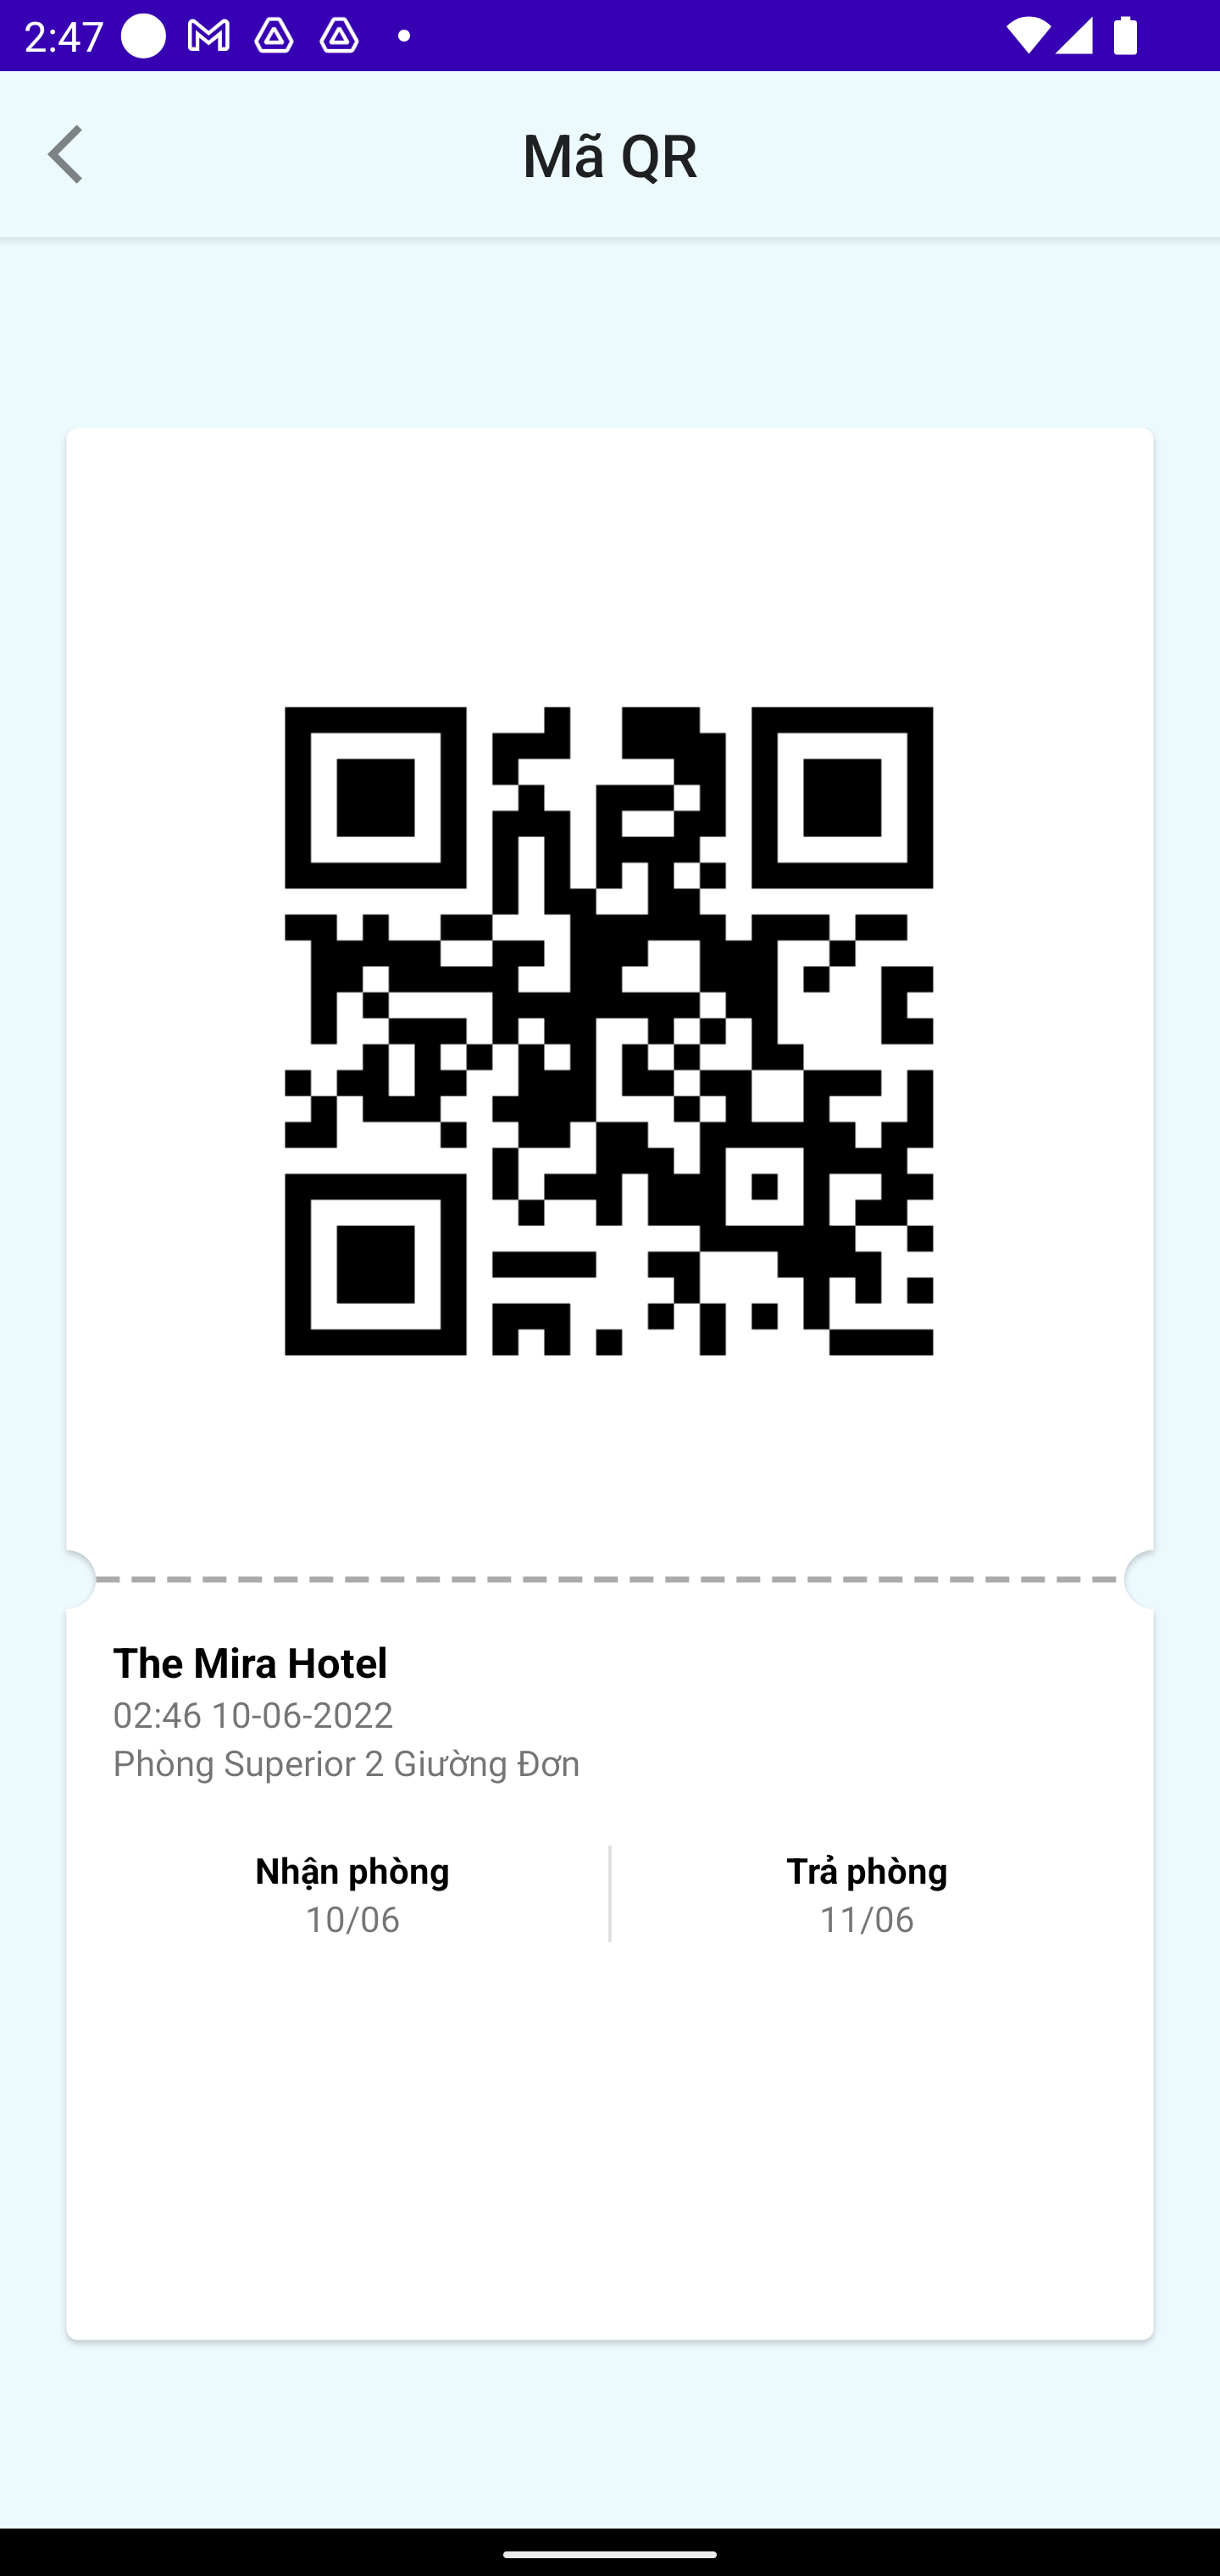 2:47
Mã QR
The Mira Hotel
02:46 10-06-2022
Phòng Superior 2 Giường Đơn
Nhận phòng
10/06
Trả phòng
11/06